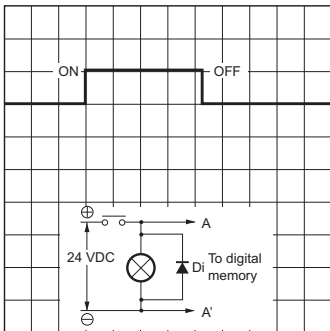 ON OFF
⊕
A
24 VDC
Di To digital
memory
A'
⊖